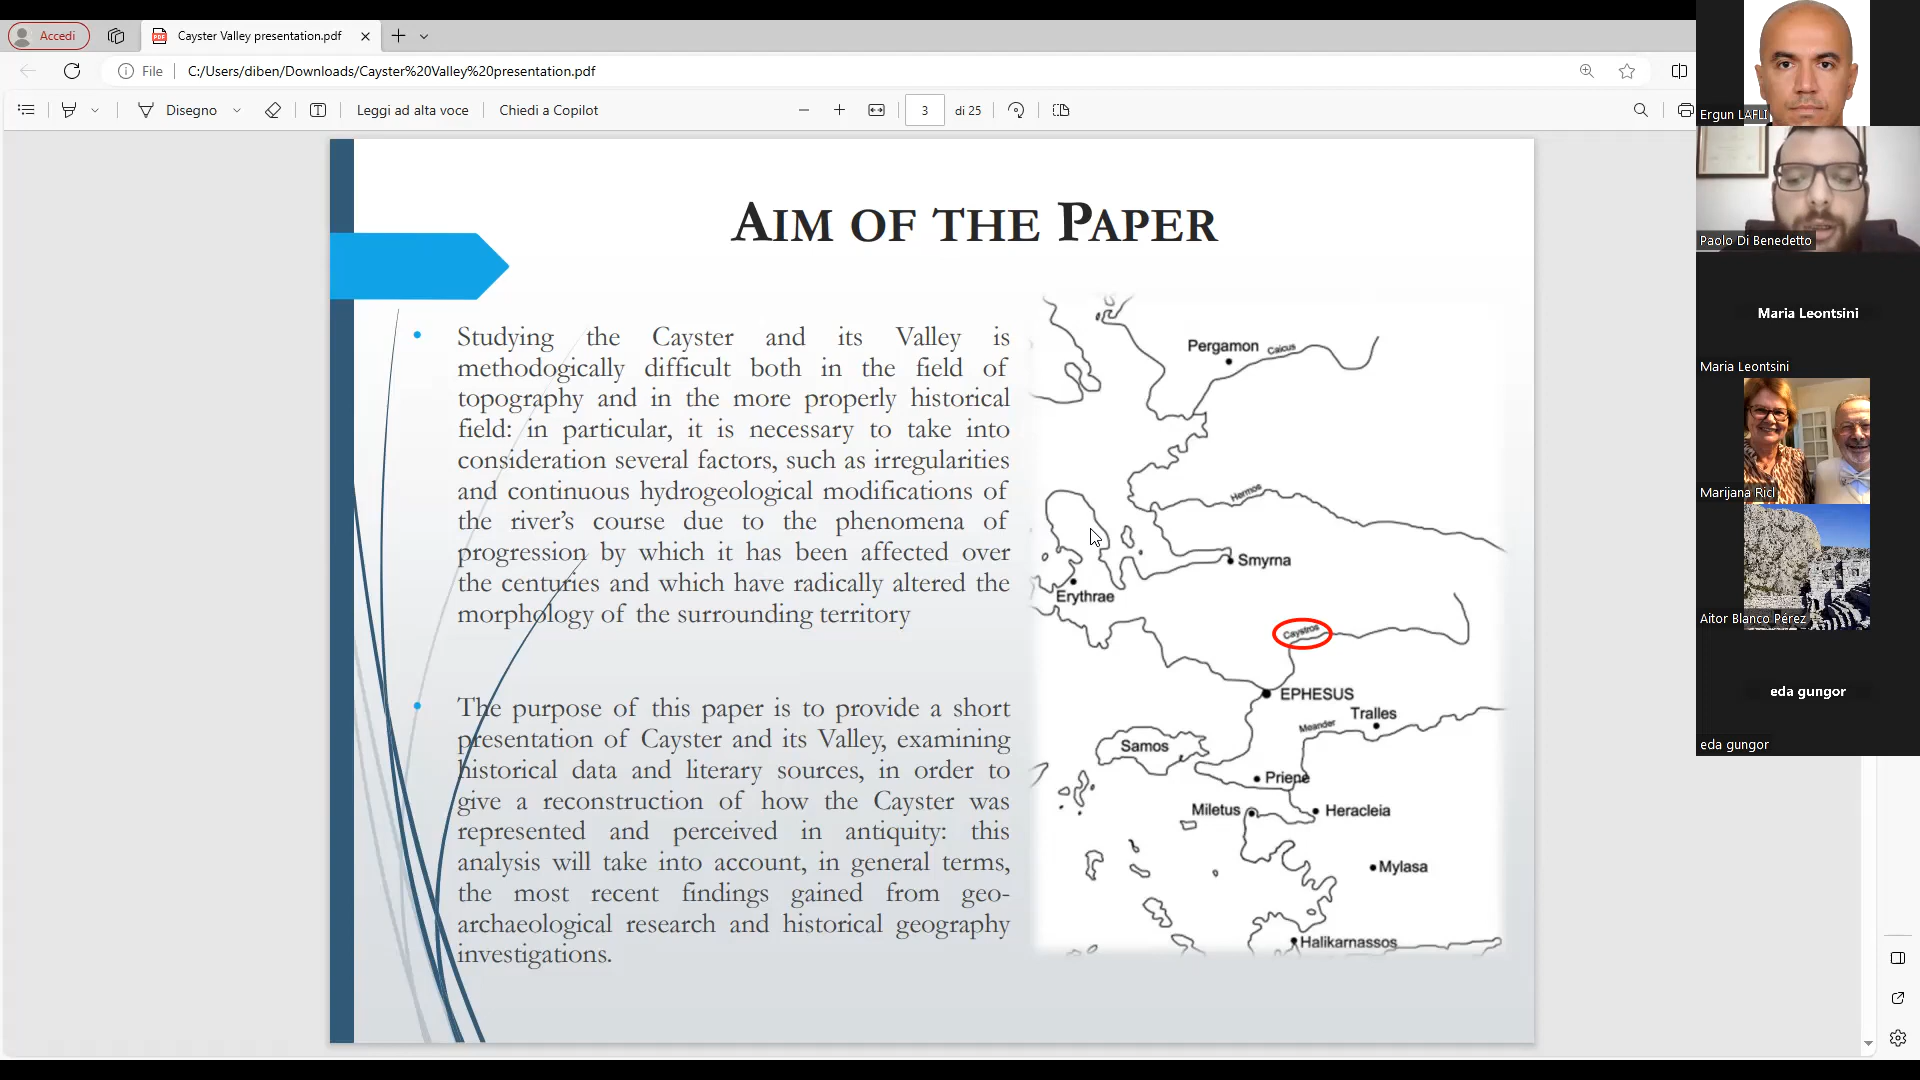 Accedi
Cayster Valley presentation.pdf
File
C:/Users/diben/Downloads/Cayster%20Valley%20presentation.pdf
Disegno
Leggi ad alta voce
Chiedi a Copilot
3
di 25
AIM OF THE PAPER
• Studying the Cayster and its Valley is
methodogically difficult both in the field of
topography and in the more properly historical
field: in particular, it is necessary to take into
consideration several factors, such as irregularities
and continuous hydrogeological modifications of
the river's course due to the phenomena of
progression by which it has been affected over
the centuries and which have radically altered the
morphology of the surrounding territory
• The purpose of this paper is to provide a short
presentation of Cayster and its Valley, examining
historical data and literary sources, in order to
give a reconstruction of how the Cayster was
represented and perceived in antiquity: this
analysis will take into account, in general terms,
the most recent findings gained from geo-
archaeological research and historical geography
investigations.
Pergamon
Caicus
Hermos
Smyrna
Erythrae
Caystros
EPHESUS
Tralles
Meander
Samos
Priene
Miletus
Heracleia
Mylasa
Halikarnassos
Ergun LAFLI
Paolo Di Benedetto
Maria Leontsini
Maria Leontsini
Marijana Ricl
Aitor Blanco Pérez
eda gungor
eda gungor